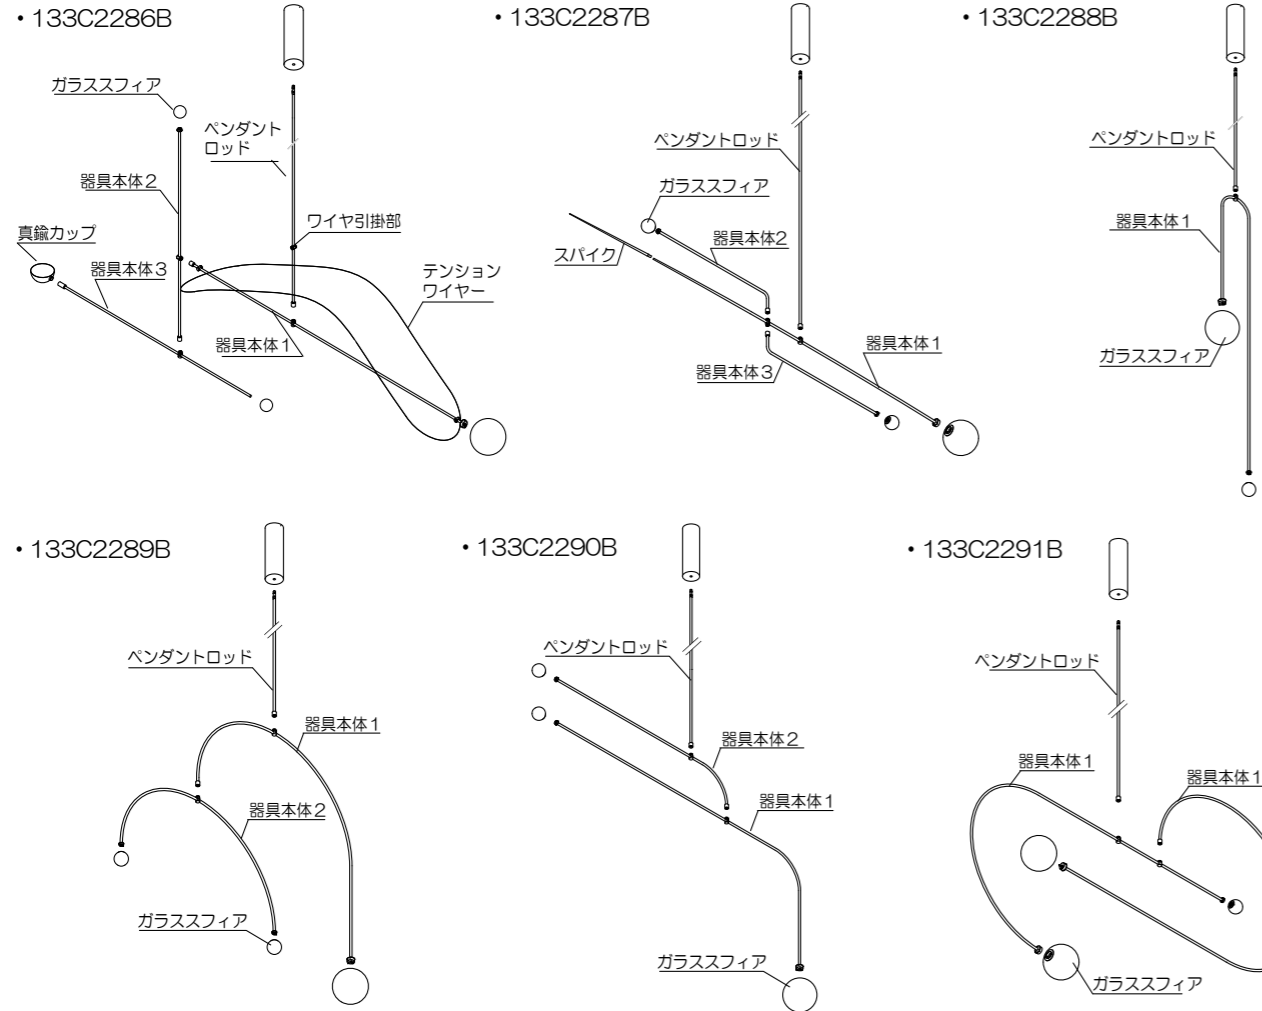 ・133C2286B
ガラススフィア
ペンダント
ロッド
器具本体2
ワイヤ引掛部
真鍮カップ
器具本体3
テンション
ワイヤー
器具本体1
・133C2287B
ペンダントロッド
ガラススフィア
器具本体2
スパイク
器具本体1
器具本体3
・133C2288B
ペンダントロッド
器具本体1
ガラススフィア
・133C2289B
ペンダントロッド
器具本体1
器具本体2
ガラススフィア
・133C2290B
ペンダントロッド
器具本体2
器具本体1
ガラススフィア
・133C2291B
ペンダントロッド
器具本体1
器具本体1
ガラススフィア